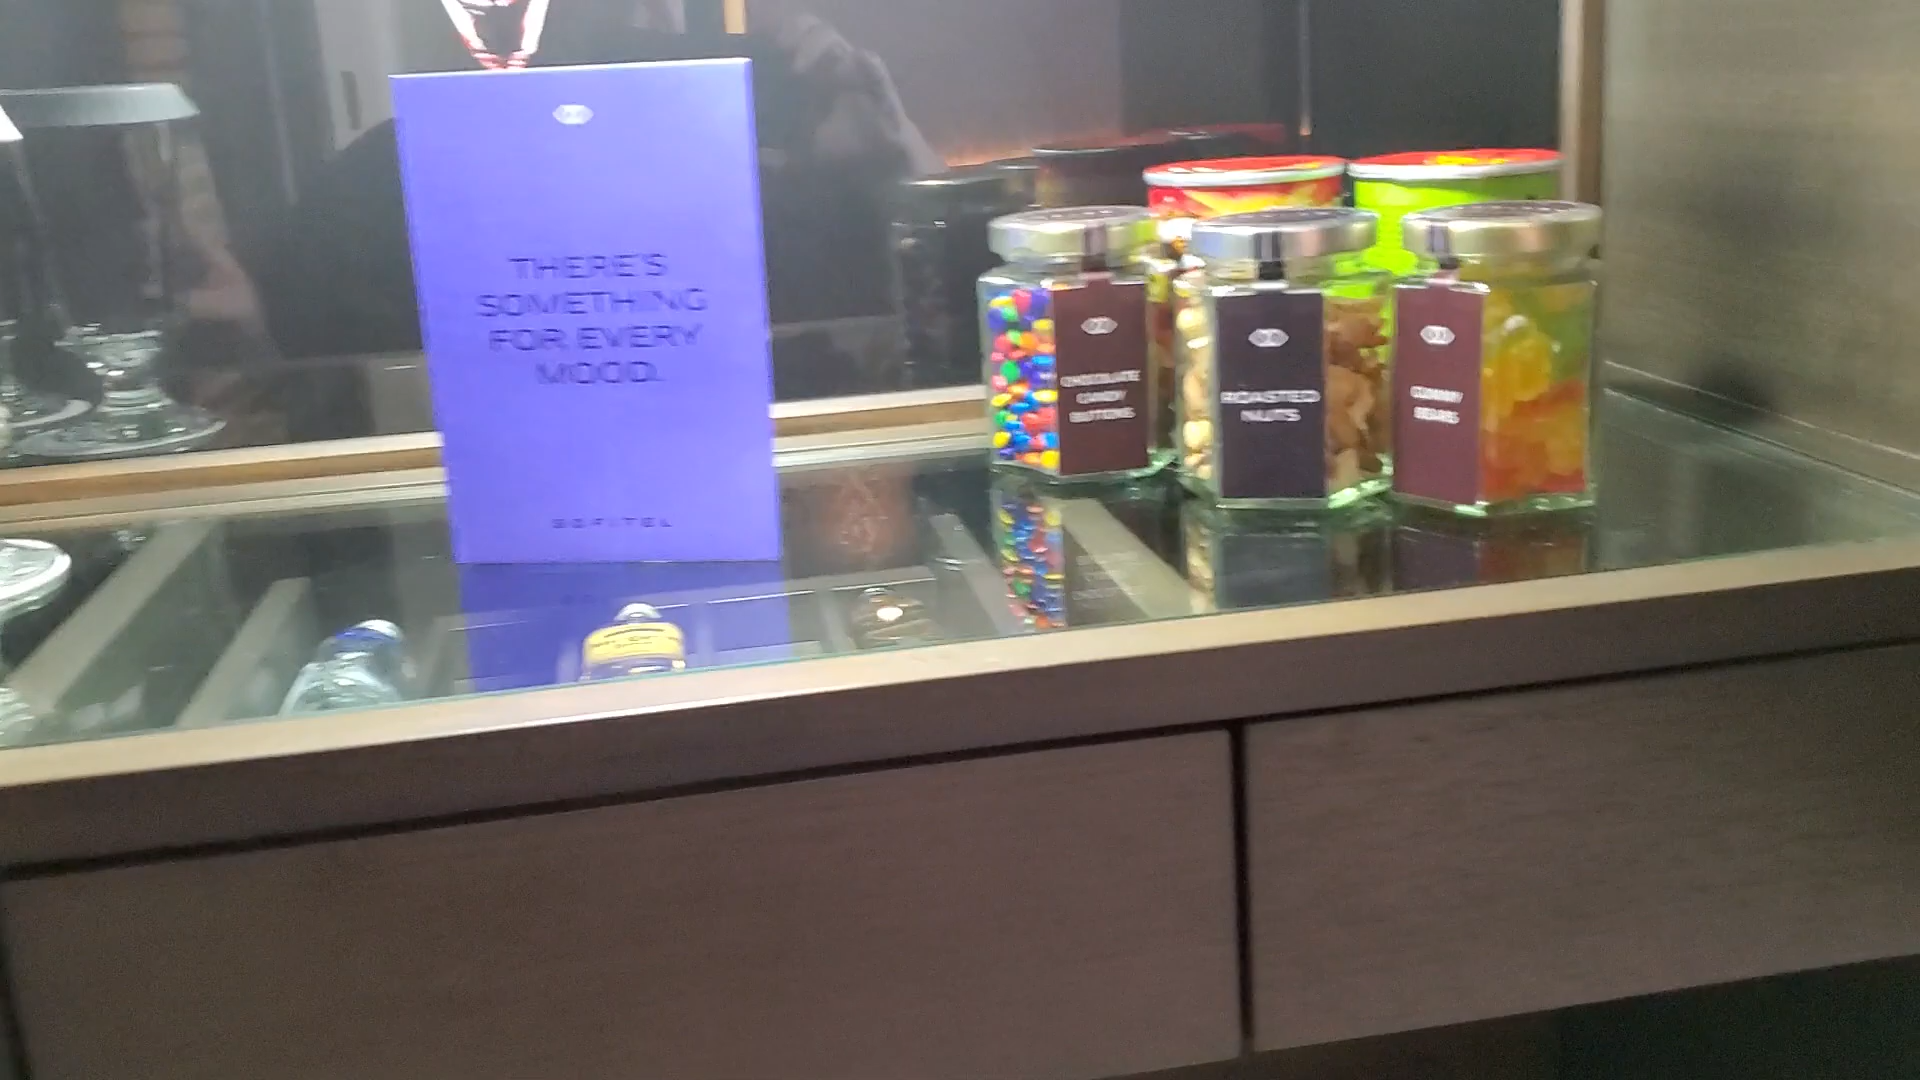 THERE'S
SOMETHING
FOR EVERY
MOOD.
SOFITEL
CHOCOLATE
CANDY
BUTTONS
ROASTED
NUTS
GUMMY
BEARS